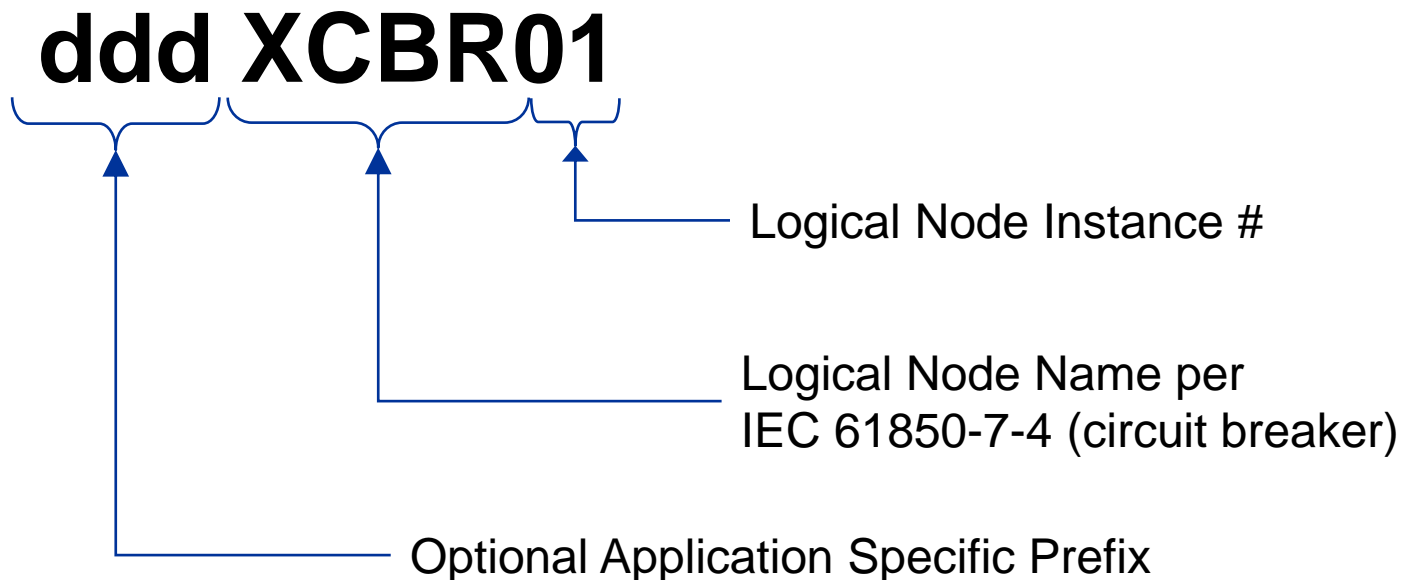 ddd XCBR01
Logical Node Instance #
Logical Node Name per
IEC 61850-7-4 (circuit breaker)
Optional Application Specific Prefix